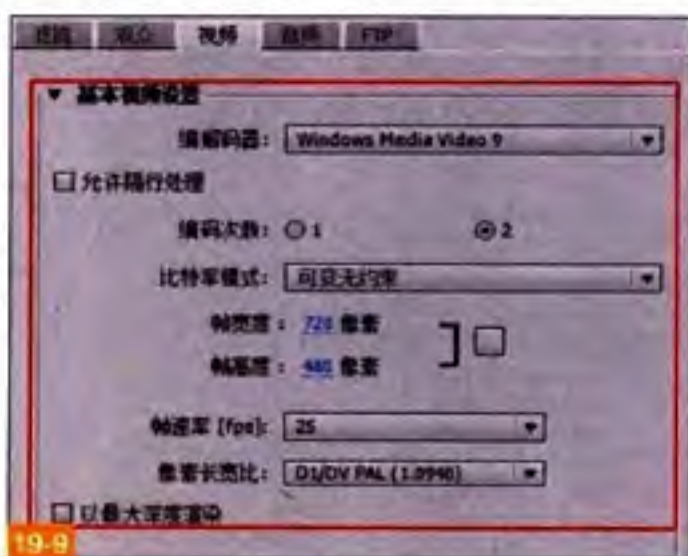 滤镜 观众 视频 音频 FTP
▼ 基本视频设置
编解码器： Windows Media Video 9
允许隔行处理
编码次数： 1 2
比特率模式： 可变无约束
帧宽度： 720 像素
帧高度： 480 像素
帧速率 [fps]： 25
像素长宽比： D1/DV PAL (1.0940)
以最大深度渲染
19-9